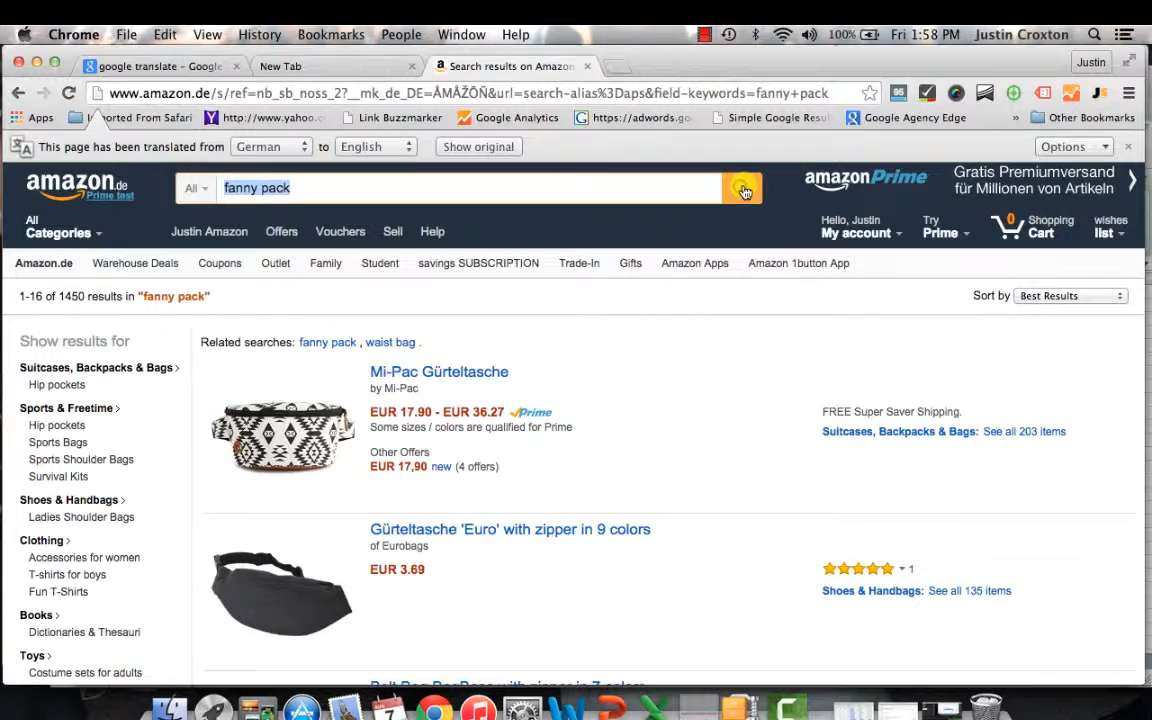 Chrome File Edit View History Bookmarks People Window Help 100% Fri 1:58 PM Justin Croxton
google translate - Google × New Tab × Search results on Amazon × Justin
www.amazon.de/s/ref=nb_sb_noss_2?__mk_de_DE=ÅMÅŽÕÑ&url=search-alias%3Daps&field-keywords=fanny+pack
Apps Imported From Safari http://www.yahoo.c Link Buzzmarker Google Analytics https://adwords.go Simple Google Resu Google Agency Edge » Other Bookmarks
This page has been translated from German to English Show original Options ×
amazon.de
Prime test
All fanny pack
amazonPrime
Gratis Premiumversand
für Millionen von Artikeln
All
Categories
Justin Amazon Offers Vouchers Sell Help
Hello, Justin
My account
Try
Prime
0 Shopping
Cart
wishes
list
Amazon.de Warehouse Deals Coupons Outlet Family Student savings SUBSCRIPTION Trade-In Gifts Amazon Apps Amazon 1button App
1-16 of 1450 results in "fanny pack" Sort by Best Results
Show results for
Suitcases, Backpacks & Bags
Hip pockets
Sports & Freetime
Hip pockets
Sports Bags
Sports Shoulder Bags
Survival Kits
Shoes & Handbags
Ladies Shoulder Bags
Clothing
Accessories for women
T-shirts for boys
Fun T-Shirts
Books
Dictionaries & Thesauri
Toys
Costume sets for adults
Related searches: fanny pack , waist bag .
Mi-Pac Gürteltasche
by Mi-Pac
EUR 17.90 - EUR 36.27 Prime
Some sizes / colors are qualified for Prime
Other Offers
EUR 17,90 new (4 offers)
FREE Super Saver Shipping.
Suitcases, Backpacks & Bags: See all 203 items
Gürteltasche 'Euro' with zipper in 9 colors
of Eurobags
EUR 3.69
1
Shoes & Handbags: See all 135 items
7